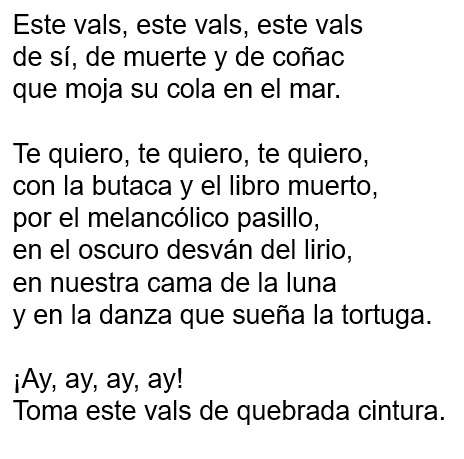 Este vals, este vals, este vals
de sí, de muerte y de coñac
que moja su cola en el mar.

Te quiero, te quiero, te quiero,
con la butaca y el libro muerto,
por el melancólico pasillo,
en el oscuro desván del lirio,
en nuestra cama de la luna
y en la danza que sueña la tortuga.

¡Ay, ay, ay, ay!
Toma este vals de quebrada cintura.